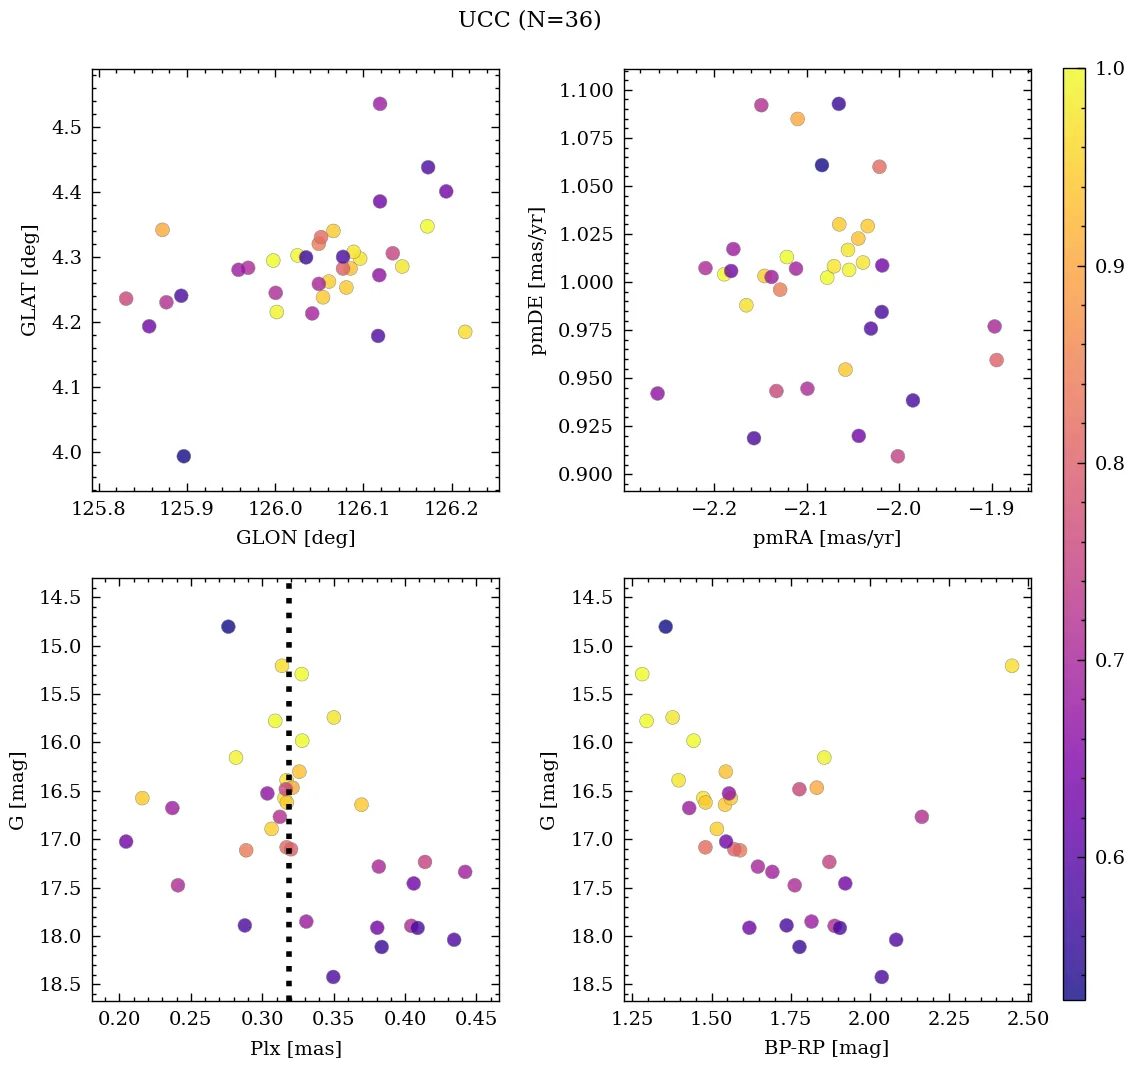 UCC (N=36)
4.5
4.4
4.3
4.2
4.1
4.0
GLAT [deg]
125.8 125.9 126.0 126.1 126.2
GLON [deg]
1.100
1.075
1.050
1.025
1.000
0.975
0.950
0.925
0.900
pmDE [mas/yr]
−2.2 −2.1 −2.0 −1.9
pmRA [mas/yr]
14.5
15.0
15.5
16.0
16.5
17.0
17.5
18.0
18.5
G [mag]
0.20 0.25 0.30 0.35 0.40 0.45
Plx [mas]
14.5
15.0
15.5
16.0
16.5
17.0
17.5
18.0
18.5
G [mag]
1.25 1.50 1.75 2.00 2.25 2.50
BP-RP [mag]
1.0
0.9
0.8
0.7
0.6